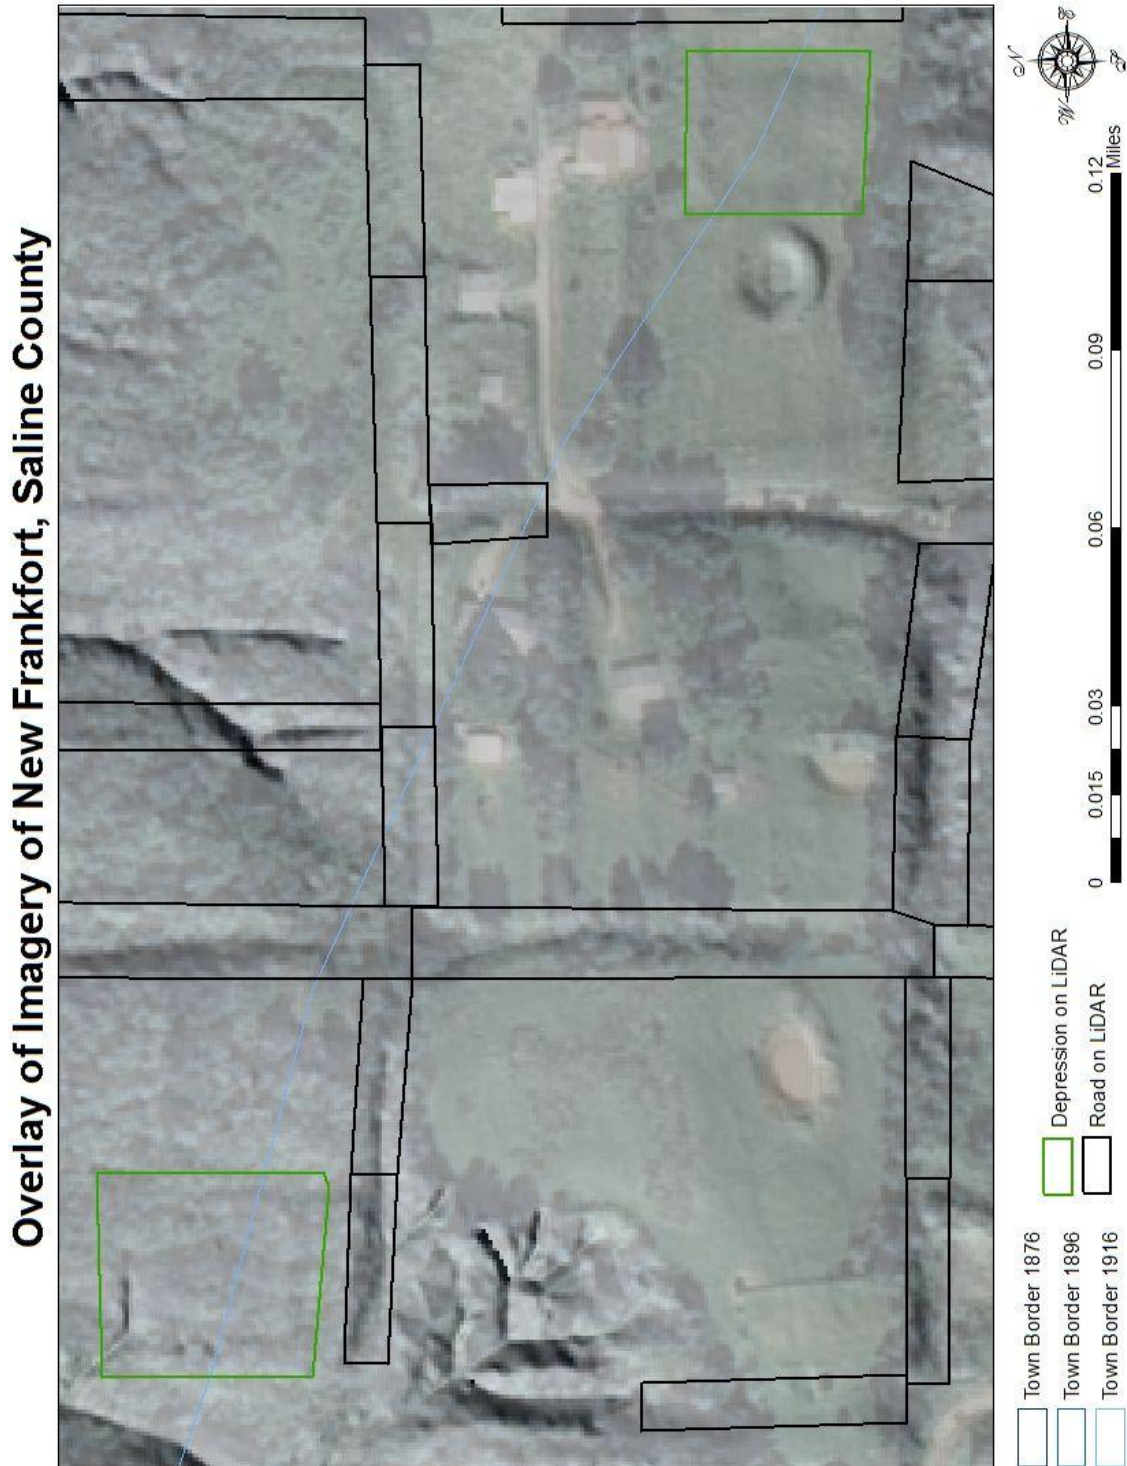 Overlay of Imagery of New Frankfort, Saline County
N
W
E
S
Town Border 1876
Town Border 1896
Town Border 1916
Depression on LiDAR
Road on LiDAR
0 0.015 0.03 0.06 0.09 0.12
Miles